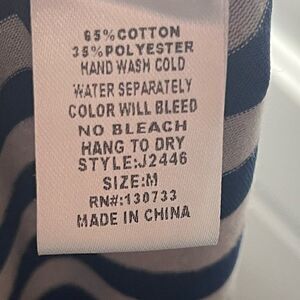 65%COTTON
35%POLYESTER
HAND WASH COLD
WATER SEPARATELY
COLOR WILL BLEED
NO BLEACH
HANG TO DRY
STYLE:J2446
SIZE:M
RN#:130733
MADE IN CHINA